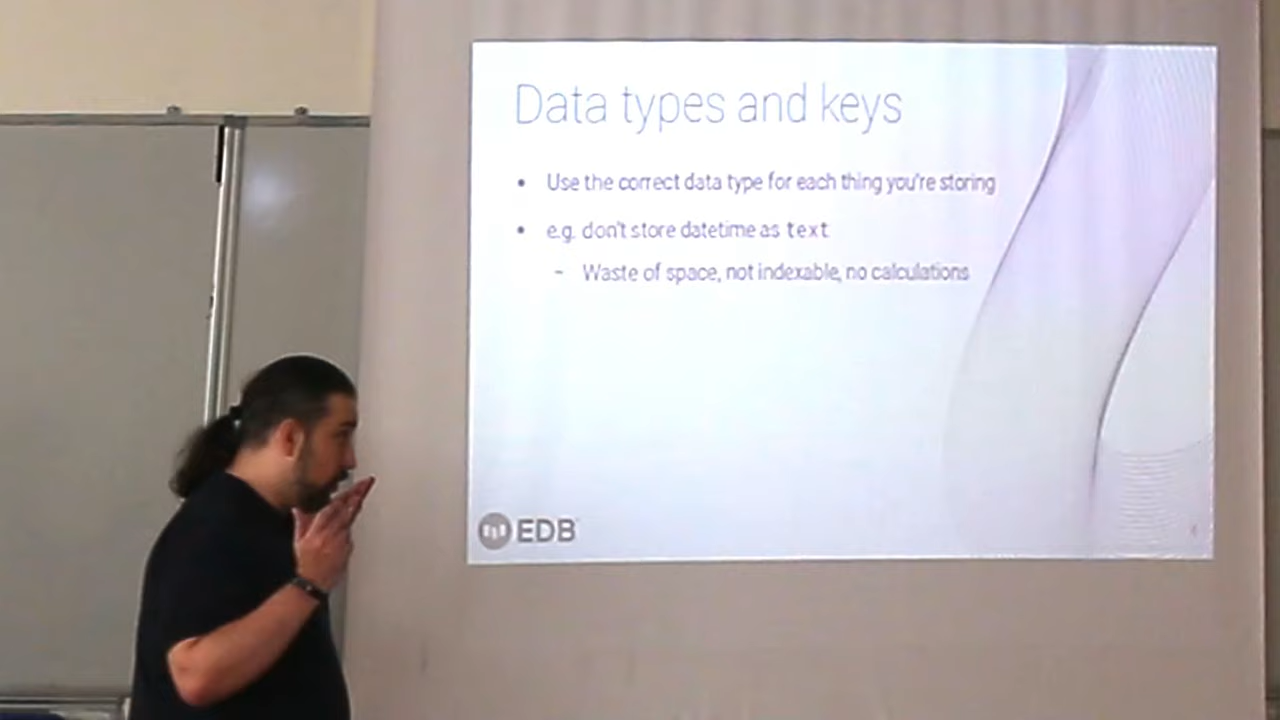 Data types and keys
• Use the correct data type for each thing you're storing
• e.g. don't store datetime as text
– Waste of space, not indexable, no calculations
EDB